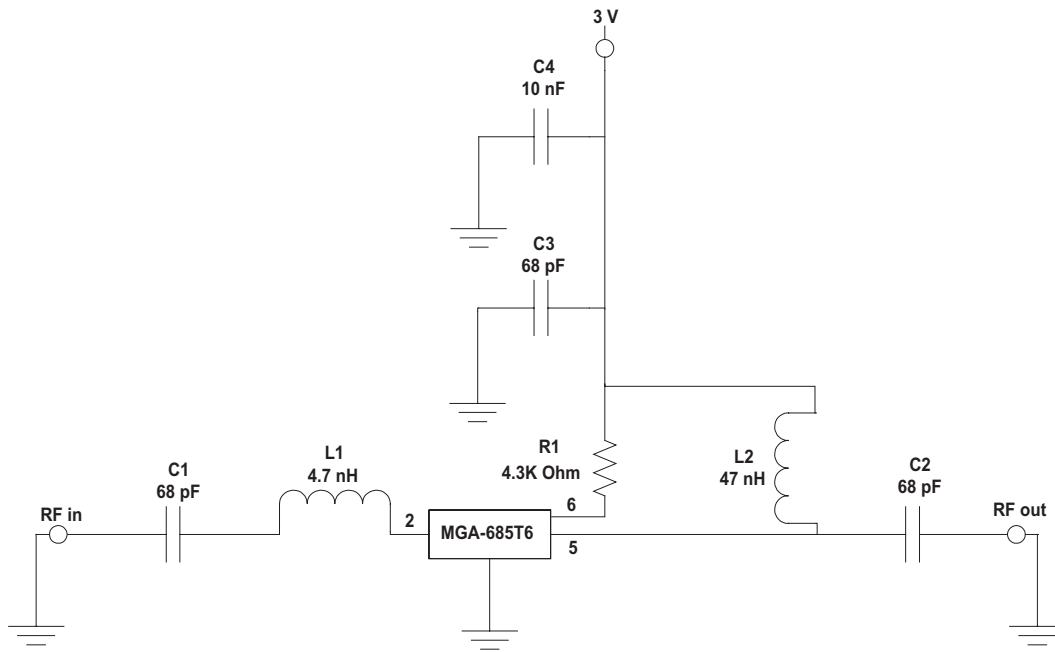 3 V
C4
10 nF
C3
68 pF
R1
4.3K Ohm
L2
47 nH
C2
68 pF
L1
4.7 nH
C1
68 pF
RF in
2
MGA-685T6
6
5
RF out